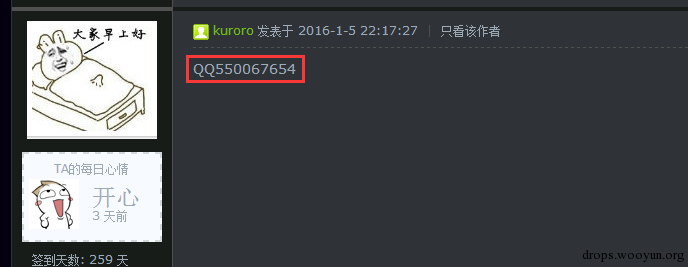 大家早上好
TA的每日心情
开心
3 天前
签到天数: 259 天
kuroro 发表于 2016-1-5 22:17:27 | 只看该作者
QQ550067654
drops.wooyun.org